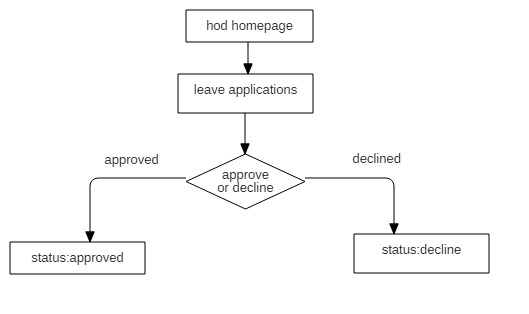 hod homepage
leave applications
approve
or decline
approved
declined
status:approved
status:decline